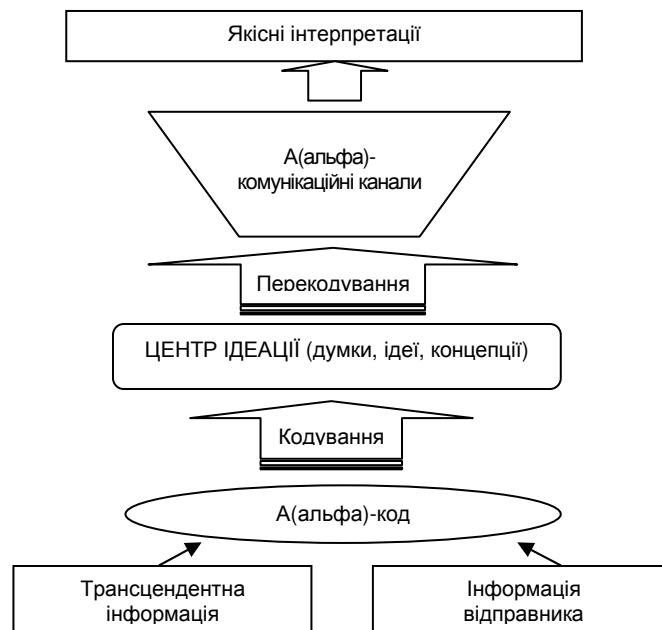 Якісні інтерпретації
А(альфа)-
комунікаційні канали
Перекодування
ЦЕНТР ІДЕАЦІЇ (думки, ідеї, концепції)
Кодування
А(альфа)-код
Трансцендентна
інформація
Інформація
відправника